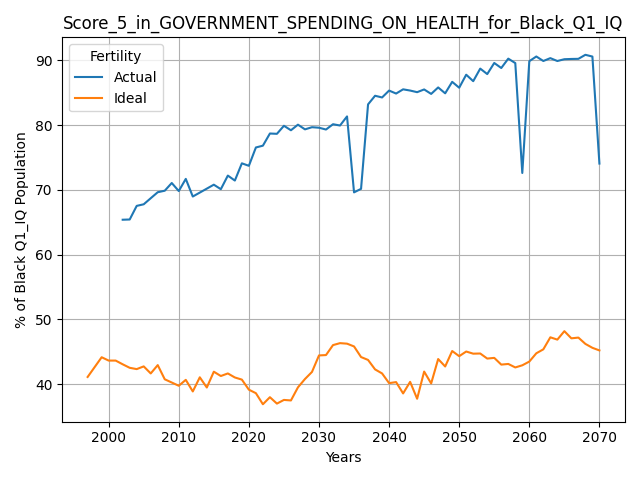 Score_5_in_GOVERNMENT_SPENDING_ON_HEALTH_for_Black_Q1_IQ
Fertility
Actual
Ideal
% of Black Q1_IQ Population
90
80
70
60
50
40
2000
2010
2020
2030
2040
2050
2060
2070
Years